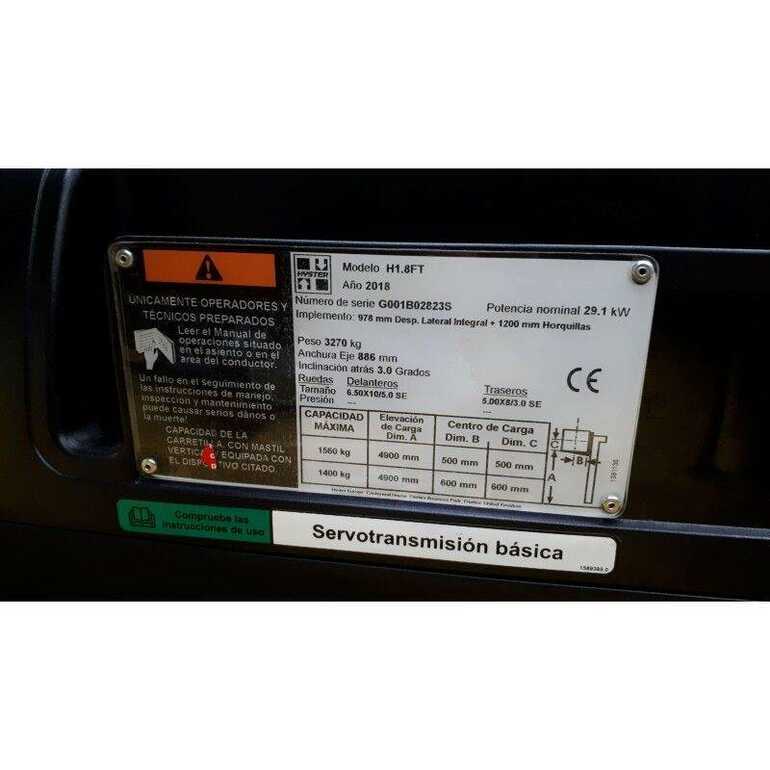 ÚNICAMENTE OPERADORES Y
TÉCNICOS PREPARADOS
Leer el Manual de
operaciones situado
en el asiento o en el
área del conductor.
Un fallo en el seguimiento de
las instrucciones de manejo,
inspección y mantenimiento
puede causar serios daños o
la muerte!
CAPACIDAD DE LA
CARRETILLA, CON MASTIL
VERTIC EQUIPADA CON
EL DISPOSITIVO CITADO.
HYSTER
Modelo H1.8FT
Año 2018
Número de serie G001B02823S Potencia nominal 29.1 kW
Implemento: 978 mm Desp. Lateral Integral + 1200 mm Horquillas
Peso 3270 kg
Anchura Eje 886 mm
Inclinación atrás 3.0 Grados
CE
Ruedas Delanteros Traseros
Tamaño 6.50X10/5.0 SE 5.00X8/3.0 SE
Presión --- ---
CAPACIDAD MÁXIMA Elevación de Carga Dim. A Centro de Carga Dim. B Dim. C
1560 kg 4900 mm 500 mm 500 mm
1400 kg 4900 mm 600 mm 600 mm
C
B
A
Compruebe las
instrucciones de uso
Servotransmisión básica